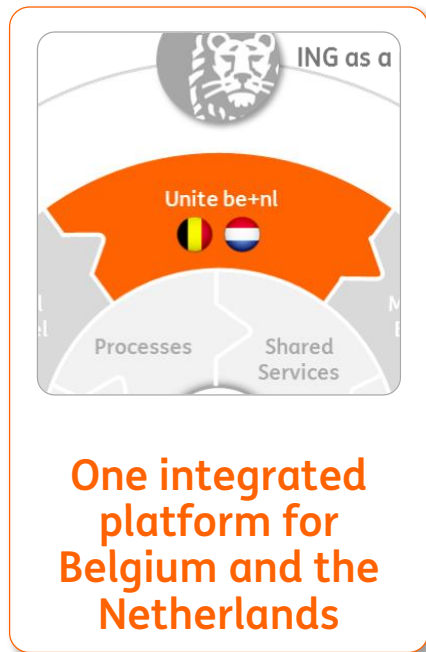 ING as a
Unite be+nl
Processes
Shared
Services
One integrated
platform for
Belgium and the
Netherlands